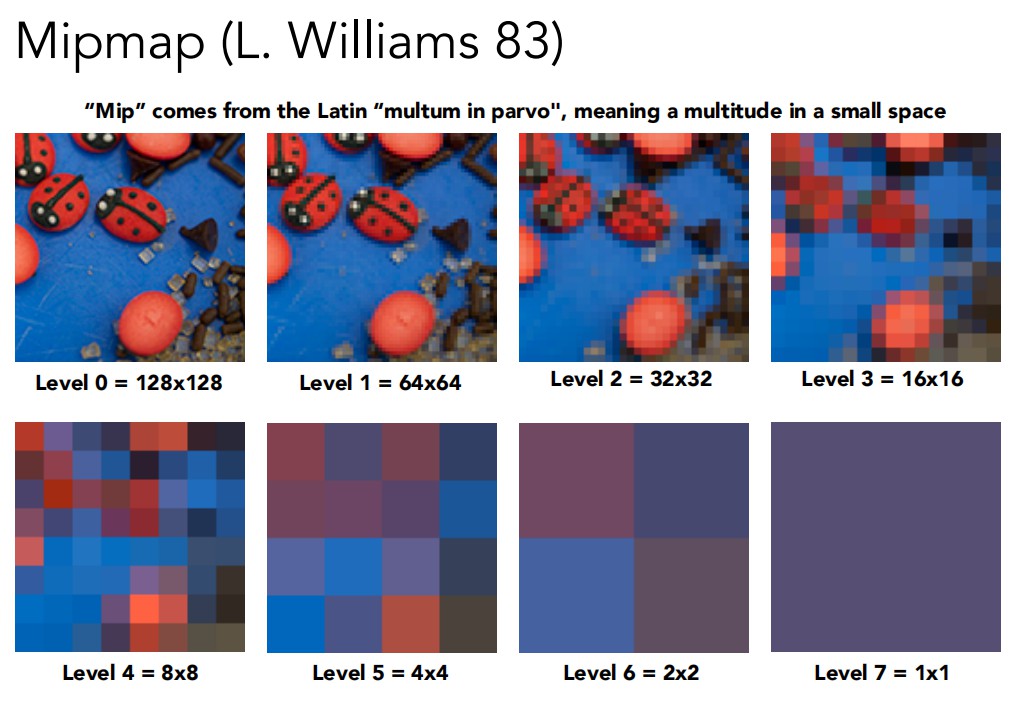 Mipmap (L. Williams 83)
“Mip” comes from the Latin “multum in parvo", meaning a multitude in a small space
Level 0 = 128x128
Level 1 = 64x64
Level 2 = 32x32
Level 3 = 16x16
Level 4 = 8x8
Level 5 = 4x4
Level 6 = 2x2
Level 7 = 1x1